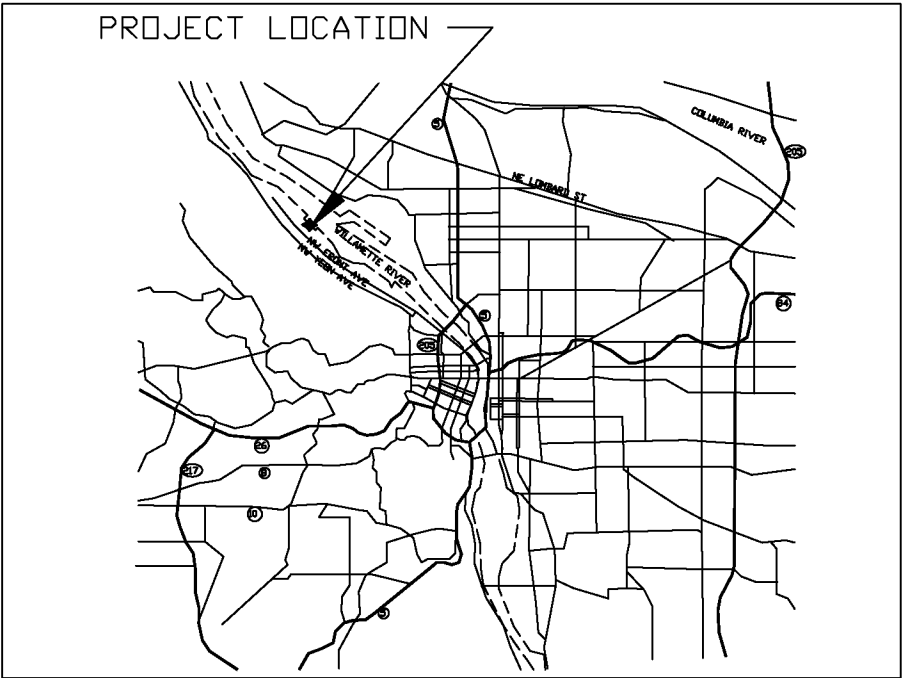 PROJECT LOCATION
COLUMBIA RIVER
5
205
NE LOMBARD ST
WILLAMETTE RIVER
NW FRONT AVE
NW YEON AVE
84
5
205
26
217
8
10
5